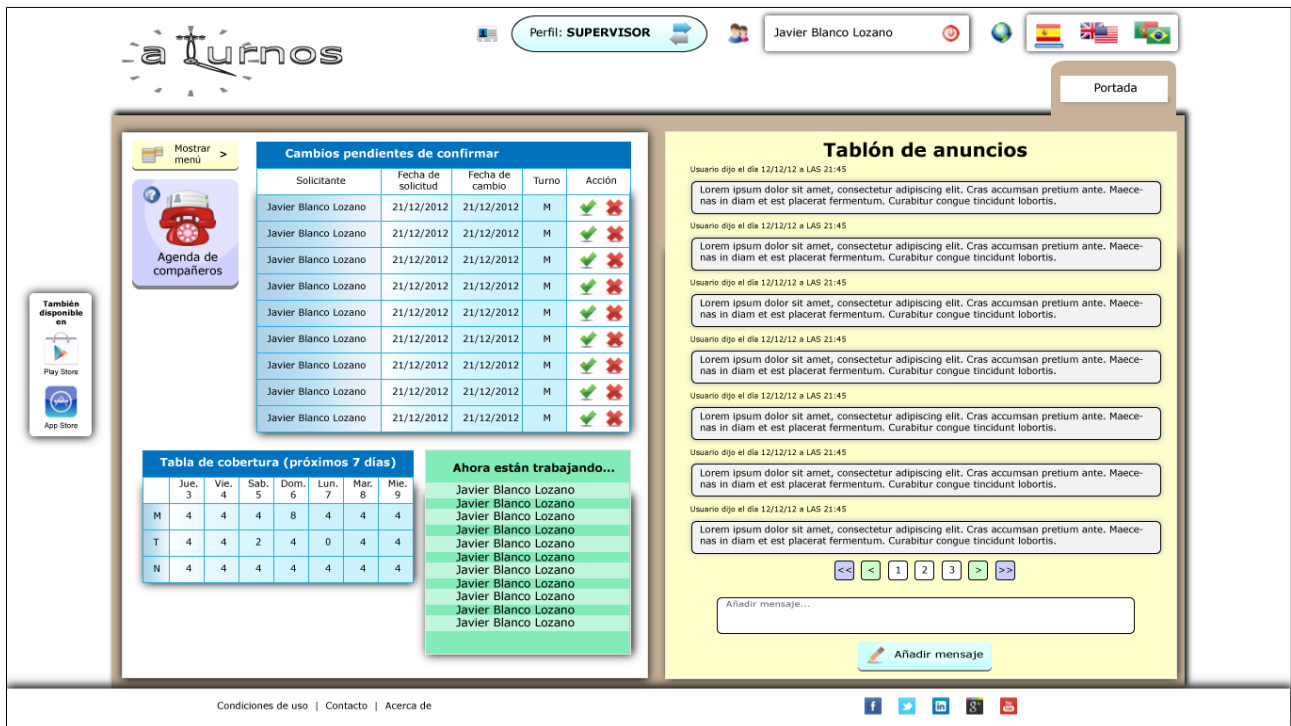 aTurnos
Perfil: SUPERVISOR
Javier Blanco Lozano
Portada
Mostrar
menú >
Agenda de
compañeros
También
disponible
en
Play Store
App Store
Cambios pendientes de confirmar
Solicitante Fecha de solicitud Fecha de cambio Turno Acción
Javier Blanco Lozano 21/12/2012 21/12/2012 M
Javier Blanco Lozano 21/12/2012 21/12/2012 M
Javier Blanco Lozano 21/12/2012 21/12/2012 M
Javier Blanco Lozano 21/12/2012 21/12/2012 M
Javier Blanco Lozano 21/12/2012 21/12/2012 M
Javier Blanco Lozano 21/12/2012 21/12/2012 M
Javier Blanco Lozano 21/12/2012 21/12/2012 M
Javier Blanco Lozano 21/12/2012 21/12/2012 M
Javier Blanco Lozano 21/12/2012 21/12/2012 M
Tabla de cobertura (próximos 7 días)
Jue. Vie. Sab. Dom. Lun. Mar. Mie.
3 4 5 6 7 8 9
M 4 4 4 8 4 4 4
T 4 4 2 4 0 4 4
N 4 4 4 4 4 4 4
Ahora están trabajando...
Javier Blanco Lozano
Javier Blanco Lozano
Javier Blanco Lozano
Javier Blanco Lozano
Javier Blanco Lozano
Javier Blanco Lozano
Javier Blanco Lozano
Javier Blanco Lozano
Javier Blanco Lozano
Javier Blanco Lozano
Javier Blanco Lozano
Tablón de anuncios
Usuario dijo el día 12/12/12 a LAS 21:45
Lorem ipsum dolor sit amet, consectetur adipiscing elit. Cras accumsan pretium ante. Maece-
nas in diam et est placerat fermentum. Curabitur congue tincidunt lobortis.
Usuario dijo el día 12/12/12 a LAS 21:45
Lorem ipsum dolor sit amet, consectetur adipiscing elit. Cras accumsan pretium ante. Maece-
nas in diam et est placerat fermentum. Curabitur congue tincidunt lobortis.
Usuario dijo el día 12/12/12 a LAS 21:45
Lorem ipsum dolor sit amet, consectetur adipiscing elit. Cras accumsan pretium ante. Maece-
nas in diam et est placerat fermentum. Curabitur congue tincidunt lobortis.
Usuario dijo el día 12/12/12 a LAS 21:45
Lorem ipsum dolor sit amet, consectetur adipiscing elit. Cras accumsan pretium ante. Maece-
nas in diam et est placerat fermentum. Curabitur congue tincidunt lobortis.
Usuario dijo el día 12/12/12 a LAS 21:45
Lorem ipsum dolor sit amet, consectetur adipiscing elit. Cras accumsan pretium ante. Maece-
nas in diam et est placerat fermentum. Curabitur congue tincidunt lobortis.
Usuario dijo el día 12/12/12 a LAS 21:45
Lorem ipsum dolor sit amet, consectetur adipiscing elit. Cras accumsan pretium ante. Maece-
nas in diam et est placerat fermentum. Curabitur congue tincidunt lobortis.
Usuario dijo el día 12/12/12 a LAS 21:45
Lorem ipsum dolor sit amet, consectetur adipiscing elit. Cras accumsan pretium ante. Maece-
nas in diam et est placerat fermentum. Curabitur congue tincidunt lobortis.
<< < 1 2 3 > >>
Añadir mensaje...
Añadir mensaje
Condiciones de uso | Contacto | Acerca de